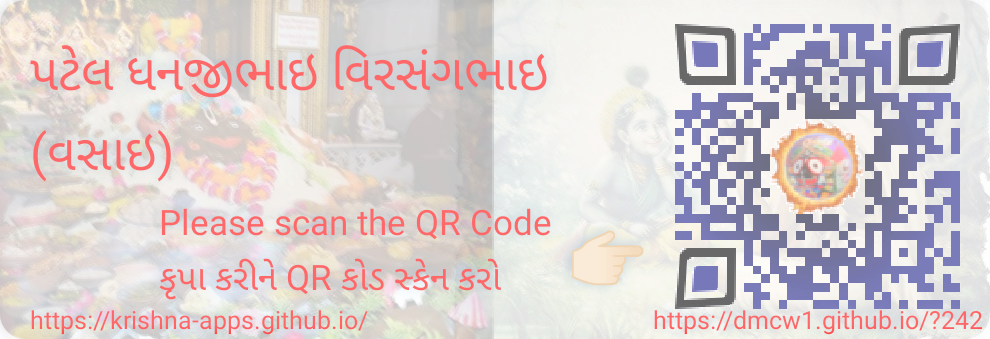 પટેલ ધનજીભાઇ વિરસંગભાઇ
(વસાઇ)
Please scan the QR Code
કૃપા કરીને QR કોડ સ્કેન કરો
https://krishna-apps.github.io/
https://dmcw1.github.io/?242